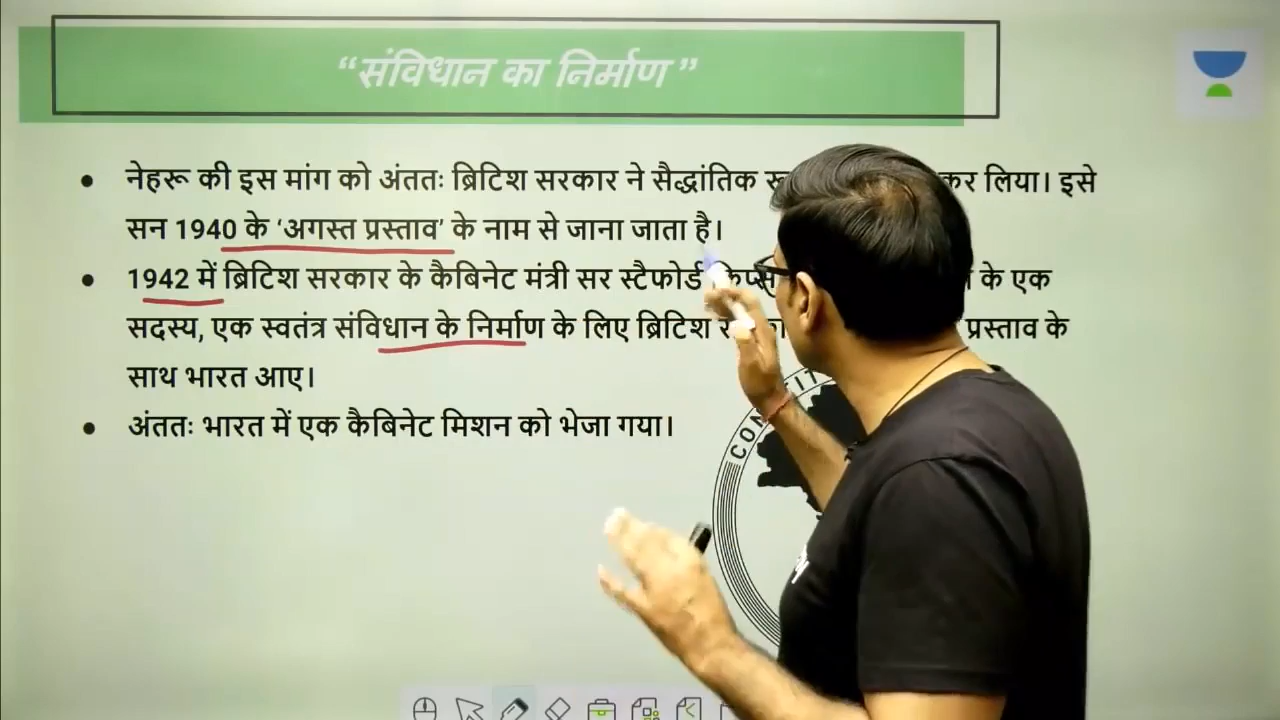 “संविधान का निर्माण”
नेहरू की इस मांग को अंततः ब्रिटिश सरकार ने सैद्धांतिक कर लिया। इसे
सन 1940 के ‘अगस्त प्रस्ताव’ के नाम से जाना जाता है।
1942 में ब्रिटिश सरकार के कैबिनेट मंत्री सर स्टैफोर्ड के एक
सदस्य, एक स्वतंत्र संविधान के निर्माण के लिए ब्रिटिश प्रस्ताव के
साथ भारत आए।
अंततः भारत में एक कैबिनेट मिशन को भेजा गया।